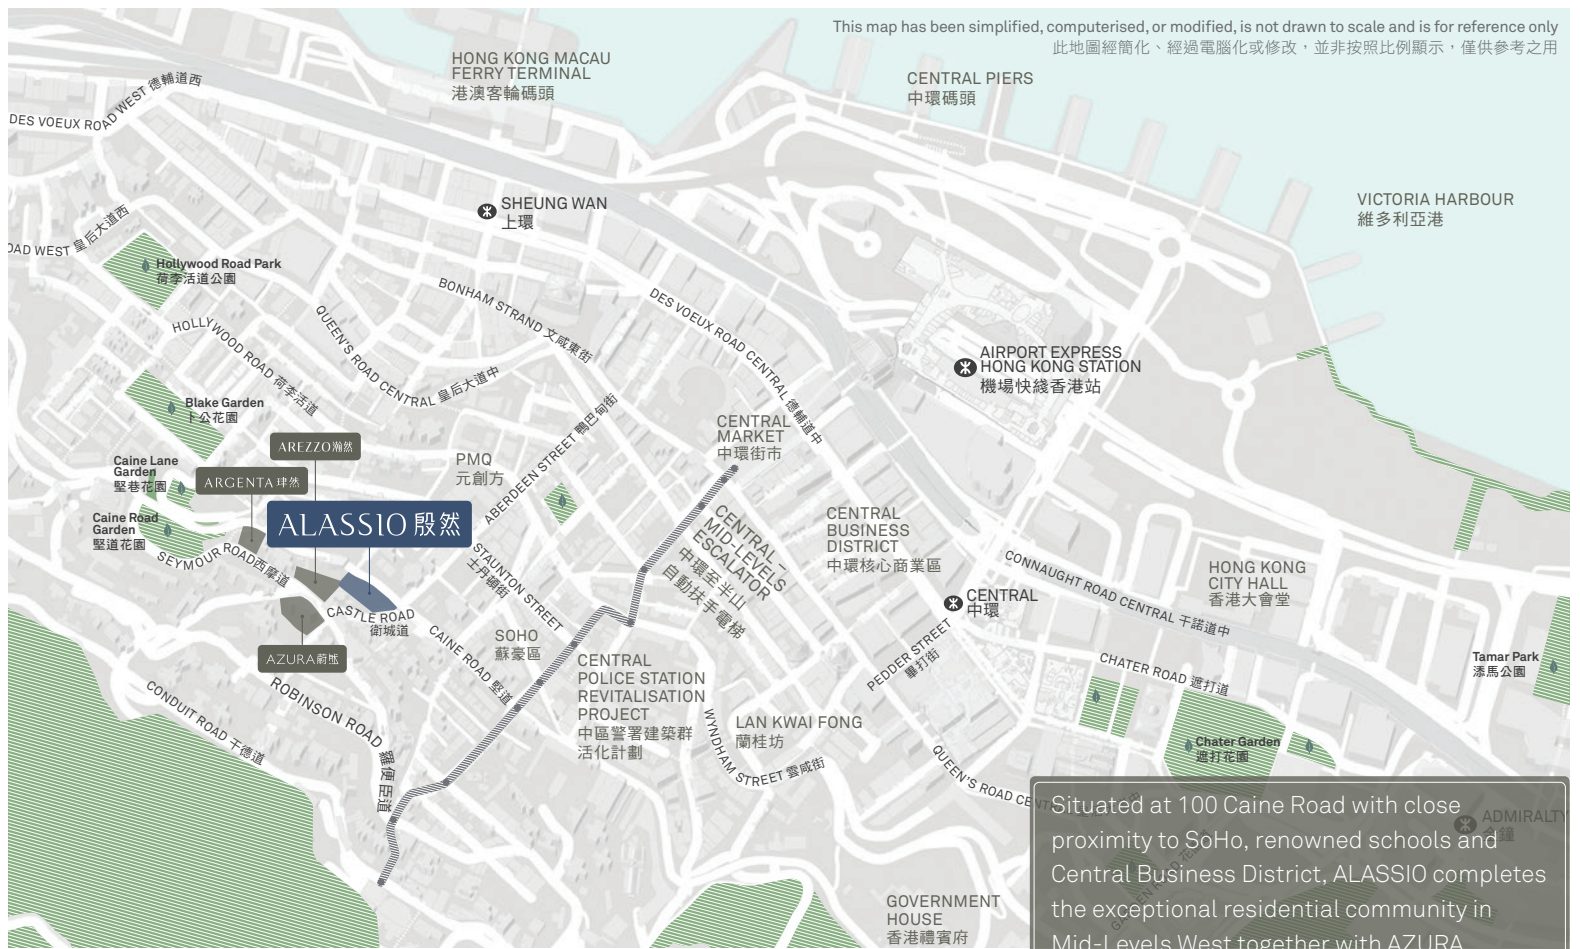 This map has been simplified, computerised, or modified, is not drawn to scale and is for reference only
此地圖經簡化、經過電腦化或修改，並非按照比例顯示，僅供參考之用
HONG KONG MACAU
FERRY TERMINAL
港澳客輪碼頭
CENTRAL PIERS
中環碼頭
DES VOEUX ROAD WEST 德輔道西
VICTORIA HARBOUR
維多利亞港
SHEUNG WAN
上環
OAD WEST 皇后大道西
Hollywood Road Park
荷李活道公園
BONHAM STRAND 文咸東街
DES VOEUX ROAD CENTRAL 德輔道中
QUEEN'S ROAD CENTRAL 皇后大道中
HOLLYWOOD ROAD 荷李活道
AIRPORT EXPRESS
HONG KONG STATION
機場快綫香港站
Blake Garden
卜公花園
ABERDEEN STREET 鴨巴甸街
CENTRAL
MARKET
中環街市
AREZZO 瀚然
PMQ
元創方
Caine Lane
Garden
堅巷花園
ARGENTA 珒然
ALASSIO 殷然
Caine Road
Garden
堅道花園
SEYMOUR ROAD 西摩道
STAUNTON STREET
士丹頓街
CENTRAL –
MID-LEVELS
ESCALATOR
中環至半山
自動扶手電梯
CENTRAL
BUSINESS
DISTRICT
中環核心商業區
CONNAUGHT ROAD CENTRAL 干諾道中
HONG KONG
CITY HALL
香港大會堂
CENTRAL
中環
CASTLE ROAD
衛城道
CAINE ROAD 堅道
SOHO
蘇豪區
PEDDER STREET
畢打街
AZURA 蔚然
CENTRAL
POLICE STATION
REVITALISATION
PROJECT
中區警署建築群
活化計劃
CHATER ROAD 遮打道
Tamar Park
添馬公園
CONDUIT ROAD 干德道
ROBINSON ROAD 羅便臣道
WYNDHAM STREET 雲咸街
LAN KWAI FONG
蘭桂坊
Chater Garden
遮打花園
QUEEN'S ROAD CE
ADMIRALTY
金鐘
Situated at 100 Caine Road with close
proximity to SoHo, renowned schools and
Central Business District, ALASSIO completes
the exceptional residential community in
Mid-Levels West together with AZURA,
GARDEN ROAD 花園道
GOVERNMENT
HOUSE
香港禮賓府